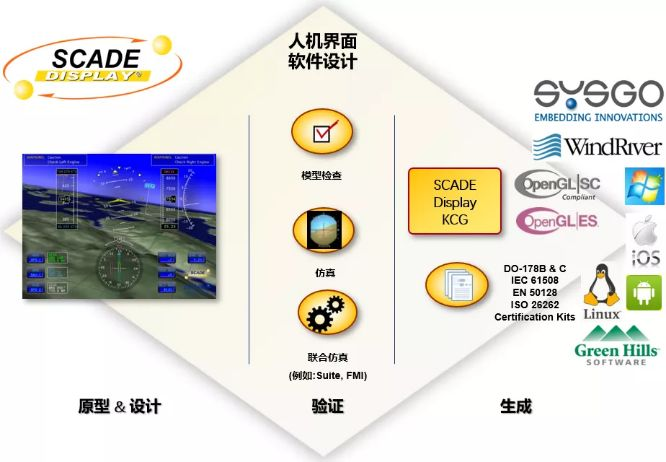 SCADE
DISPLAY®
人机界面
软件设计
模型检查
仿真
联合仿真
(例如:Suite, FMI)
SCADE
Display
KCG
DO-178B & C
IEC 61508
EN 50128
ISO 26262
Certification Kits
SYSGO
EMBEDDING INNOVATIONS
WindRiver
OpenGL|SC
Compliant
OpenGL|ES
iOS
Linux
Green Hills
SOFTWARE
原型 & 设计
验证
生成